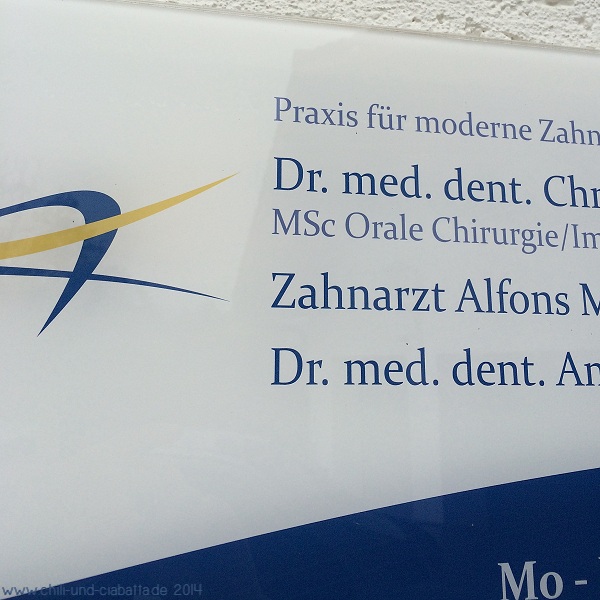 Praxis für moderne Zahn
Dr. med. dent. Chr
MSc Orale Chirurgie/Im
Zahnarzt Alfons M
Dr. med. dent. An
Mo -
www.chili-und-ciabatta.de 2014